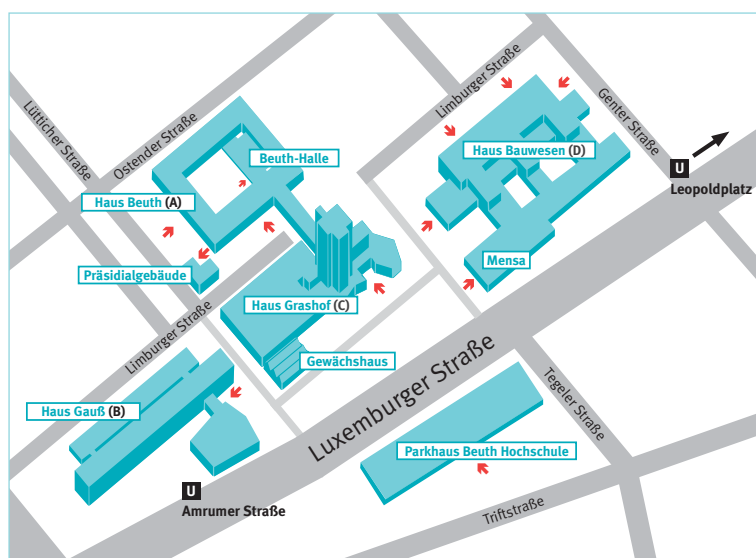 Lütticher Straße
Ostender Straße
Limburger Straße
Genter Straße
Beuth-Halle
Haus Bauwesen (D)
U
Leopoldplatz
Haus Beuth (A)
Präsidialgebäude
Mensa
Haus Grashof (C)
Limburger Straße
Gewächshaus
Luxemburger Straße
Tegeler Straße
Haus Gauß (B)
Parkhaus Beuth Hochschule
U
Amrumer Straße
Triftstraße